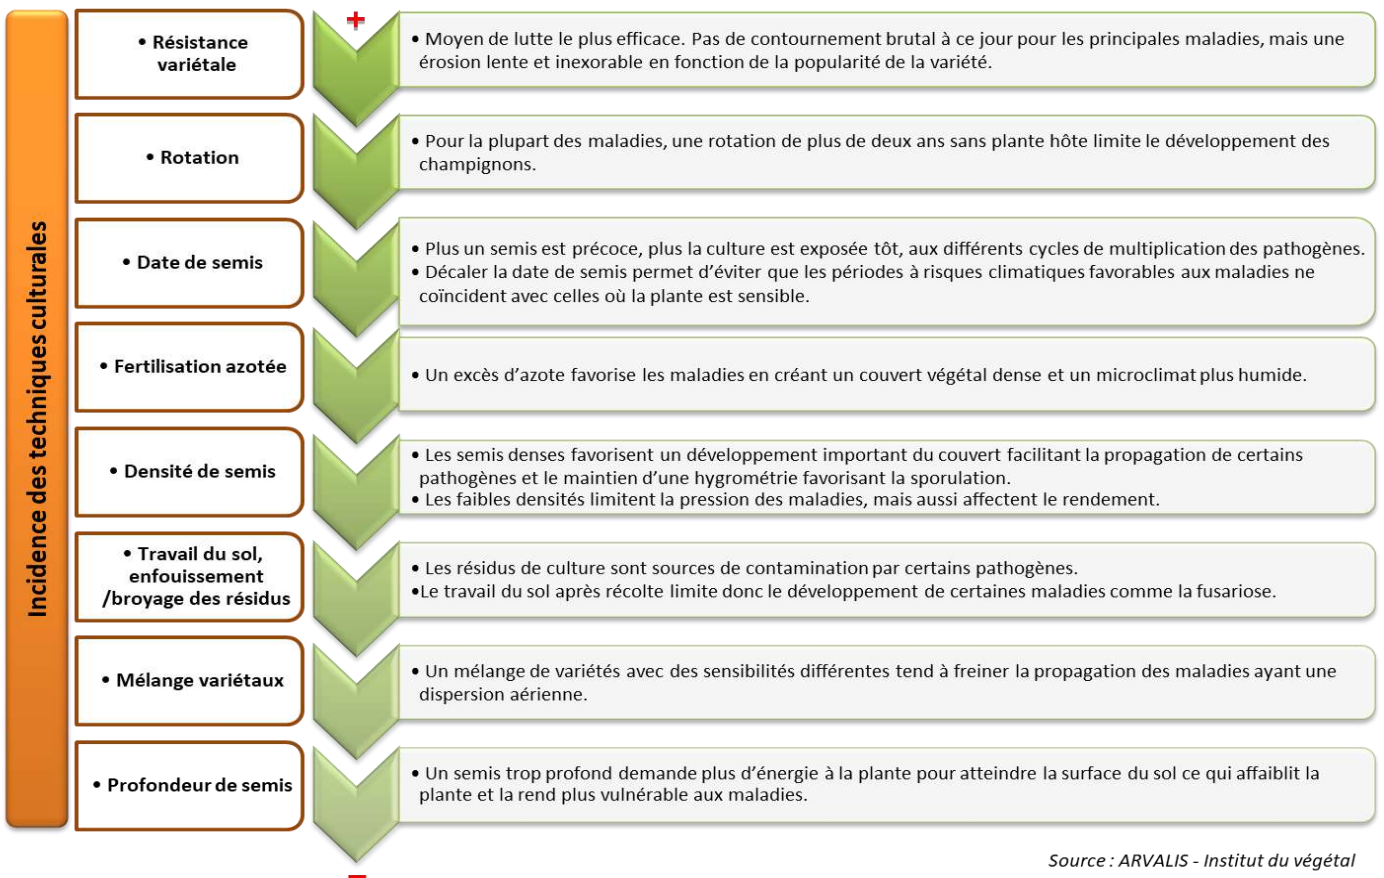 Incidence des techniques culturales
+
• Résistance
variétale
• Moyen de lutte le plus efficace. Pas de contournement brutal à ce jour pour les principales maladies, mais une
érosion lente et inexorable en fonction de la popularité de la variété.
• Rotation
• Pour la plupart des maladies, une rotation de plus de deux ans sans plante hôte limite le développement des
champignons.
• Date de semis
• Plus un semis est précoce, plus la culture est exposée tôt, aux différents cycles de multiplication des pathogènes.
• Décaler la date de semis permet d’éviter que les périodes à risques climatiques favorables aux maladies ne
coïncident avec celles où la plante est sensible.
• Fertilisation azotée
• Un excès d’azote favorise les maladies en créant un couvert végétal dense et un microclimat plus humide.
• Densité de semis
• Les semis denses favorisent un développement important du couvert facilitant la propagation de certains
pathogènes et le maintien d’une hygrométrie favorisant la sporulation.
• Les faibles densités limitent la pression des maladies, mais aussi affectent le rendement.
• Travail du sol,
enfouissement
/broyage des résidus
• Les résidus de culture sont sources de contamination par certains pathogènes.
•Le travail du sol après récolte limite donc le développement de certaines maladies comme la fusariose.
• Mélange variétaux
• Un mélange de variétés avec des sensibilités différentes tend à freiner la propagation des maladies ayant une
dispersion aérienne.
• Profondeur de semis
• Un semis trop profond demande plus d’énergie à la plante pour atteindre la surface du sol ce qui affaiblit la
plante et la rend plus vulnérable aux maladies.
−
Source : ARVALIS - Institut du végétal